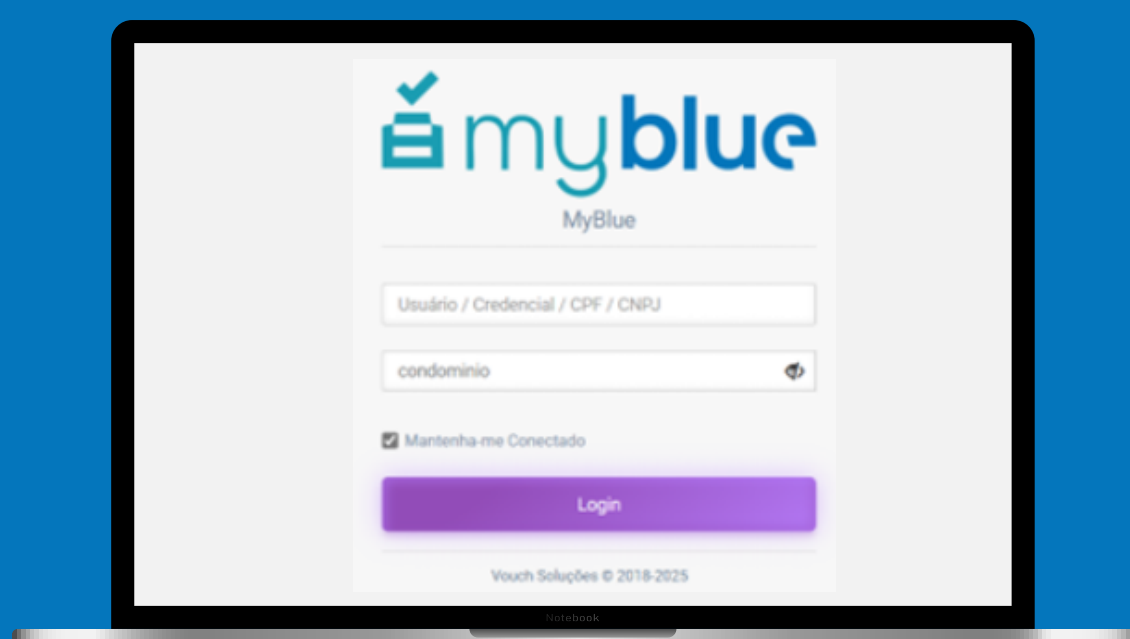 myblue
MyBlue
Usuário / Credencial / CPF / CNPJ
condominio
Mantenha-me Conectado
Login
Vouch Soluções © 2018-2025
Notebook